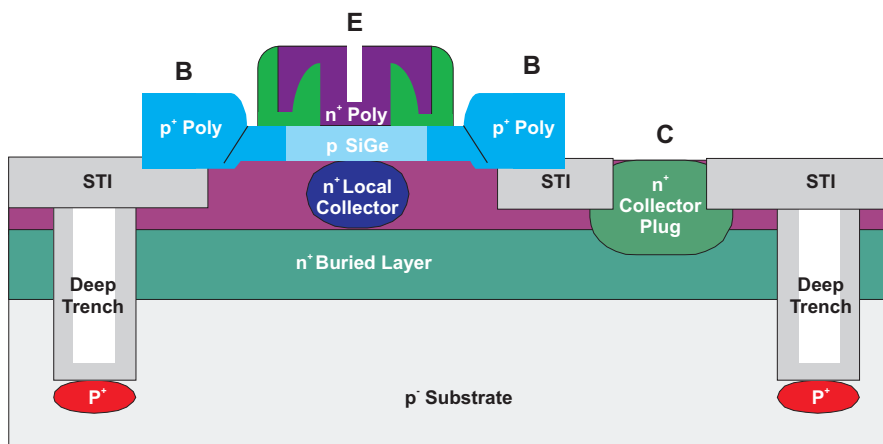 E
B
B
p⁺ Poly
n⁺ Poly
p⁺ Poly
p SiGe
C
STI
n⁺ Local
Collector
STI
n⁺
Collector
Plug
STI
n⁺ Buried Layer
Deep
Trench
Deep
Trench
P⁺
p⁻ Substrate
P⁺